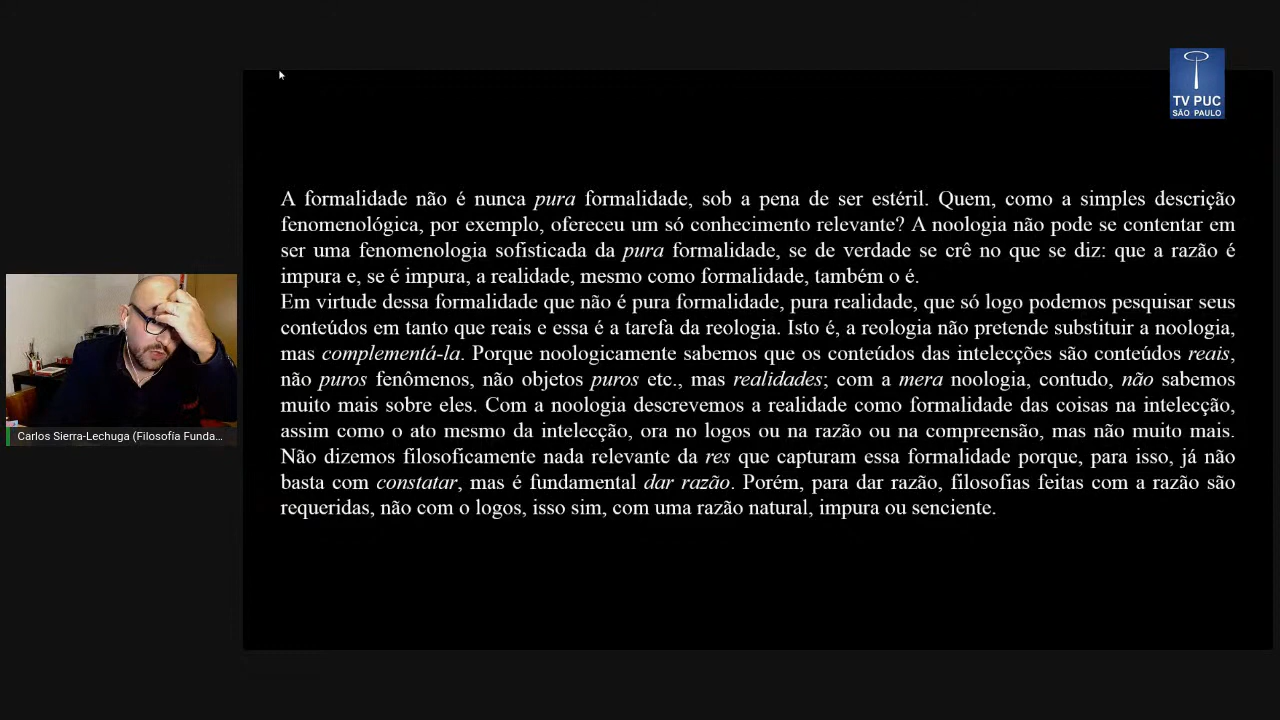 TV PUC
SÃO PAULO
A formalidade não é nunca pura formalidade, sob a pena de ser estéril. Quem, como a simples descrição
fenomenológica, por exemplo, ofereceu um só conhecimento relevante? A noologia não pode se contentar em
ser uma fenomenologia sofisticada da pura formalidade, se de verdade se crê no que se diz: que a razão é
impura e, se é impura, a realidade, mesmo como formalidade, também o é.
Em virtude dessa formalidade que não é pura formalidade, pura realidade, que só logo podemos pesquisar seus
conteúdos em tanto que reais e essa é a tarefa da reologia. Isto é, a reologia não pretende substituir a noologia,
mas complementá-la. Porque noologicamente sabemos que os conteúdos das intelecções são conteúdos reais,
não puros fenômenos, não objetos puros etc., mas realidades; com a mera noologia, contudo, não sabemos
muito mais sobre eles. Com a noologia descrevemos a realidade como formalidade das coisas na intelecção,
assim como o ato mesmo da intelecção, ora no logos ou na razão ou na compreensão, mas não muito mais.
Não dizemos filosoficamente nada relevante da res que capturam essa formalidade porque, para isso, já não
basta com constatar, mas é fundamental dar razão. Porém, para dar razão, filosofias feitas com a razão são
requeridas, não com o logos, isso sim, com uma razão natural, impura ou senciente.
Carlos Sierra-Lechuga (Filosofía Funda...